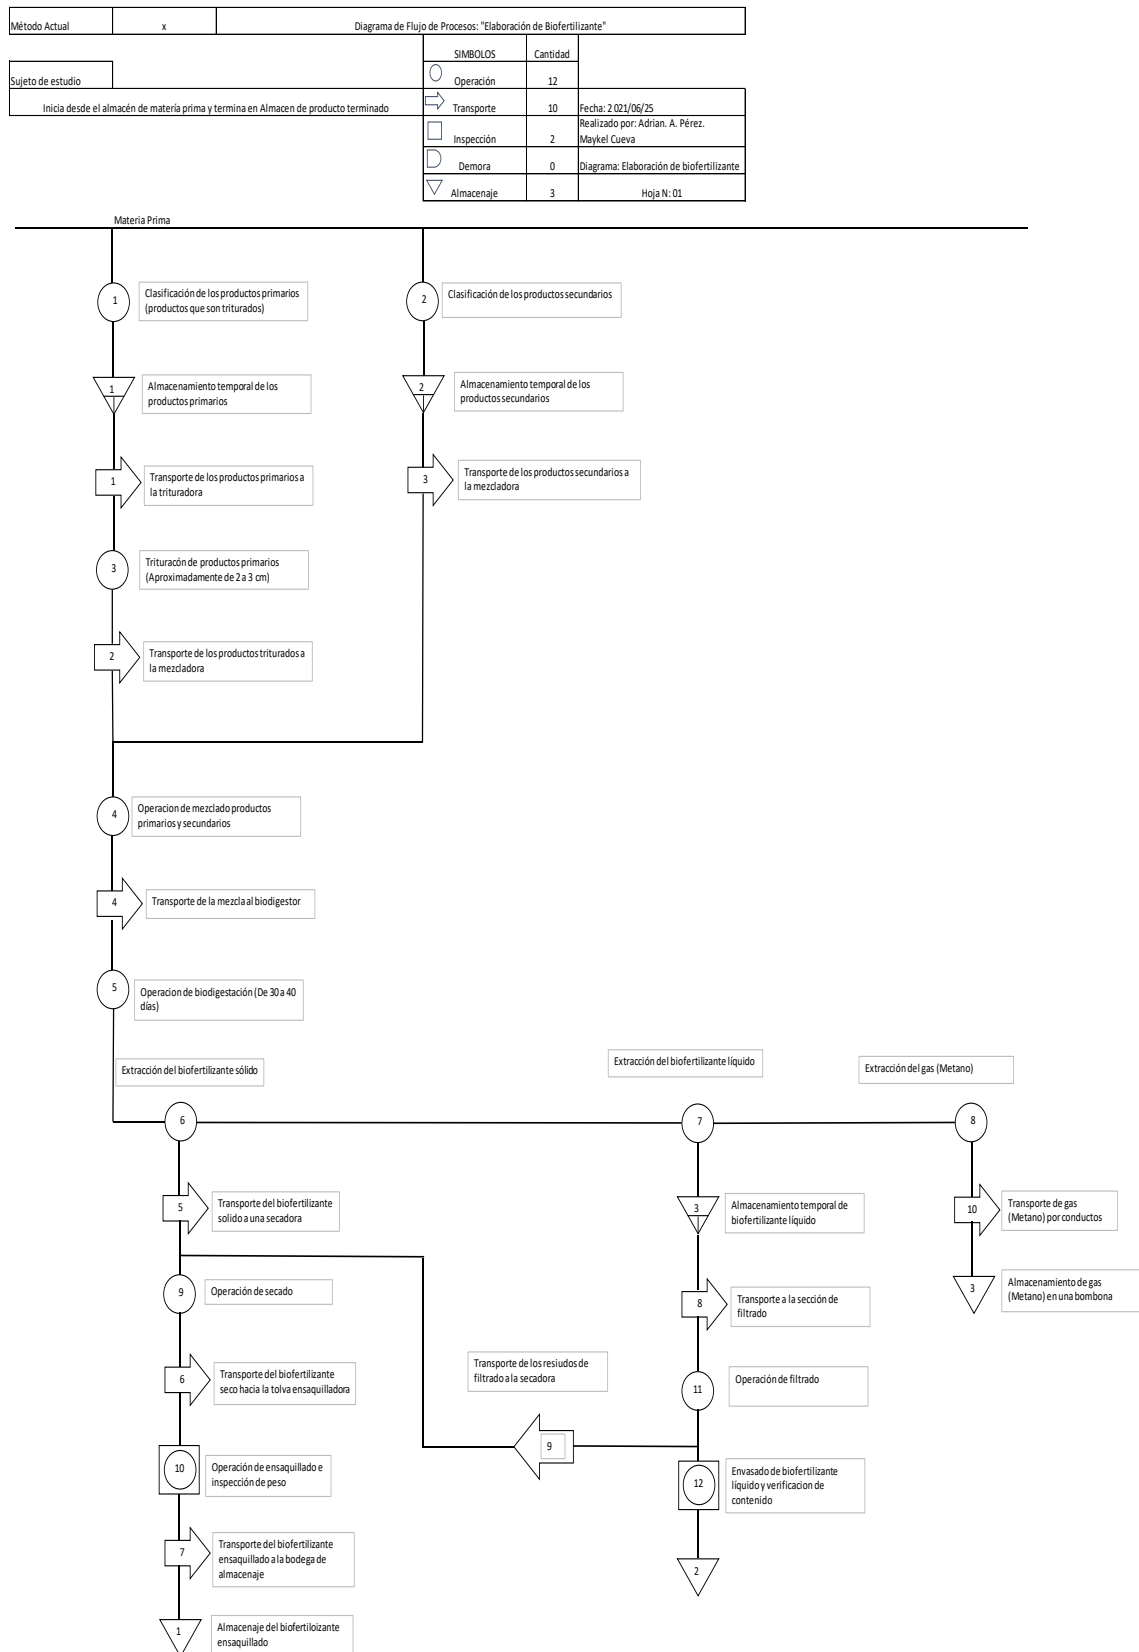 Método Actual
x
Diagrama de Flujo de Procesos: "Elaboración de Biofertilizante"
SIMBOLOS
Cantidad
Sujeto de estudio
Operación
12
Inicia desde el almacén de matería prima y termina en Almacen de producto terminado
Transporte
10
Fecha: 2 021/06/25
Inspección
2
Realizado por: Adrian. A. Pérez.
Maykel Cueva
Demora
0
Diagrama: Elaboración de biofertilizante
Almacenaje
3
Hoja N: 01
Materia Prima
1
Clasificación de los productos primarios
(productos que son triturados)
2
Clasificación de los productos secundarios
1
Almacenamiento temporal de los
productos primarios
2
Almacenamiento temporal de los
productos secundarios
1
Transporte de los productos primarios a
la trituradora
3
Transporte de los productos secundarios a
la mezcladora
3
Trituracón de productos primarios
(Aproximadamente de 2 a 3 cm)
2
Transporte de los productos triturados a
la mezcladora
4
Operacion de mezclado productos
primarios y secundarios
4
Transporte de la mezcla al biodigestor
5
Operacion de biodigestación (De 30 a 40
días)
Extracción del biofertilizante sólido
Extracción del biofertilizante líquido
Extracción del gas (Metano)
6
7
8
5
Transporte del biofertilizante
solido a una secadora
3
Almacenamiento temporal de
biofertilizante líquido
10
Transporte de gas
(Metano) por conductos
9
Operación de secado
8
Transporte a la sección de
filtrado
3
Almacenamiento de gas
(Metano) en una bombona
6
Transporte del biofertilizante
seco hacia la tolva ensaquilladora
Transporte de los resiudos de
filtrado a la secadora
11
Operación de filtrado
9
10
Operación de ensaquillado e
inspección de peso
12
Envasado de biofertilizante
líquido y verificacion de
contenido
7
Transporte del biofertilizante
ensaquillado a la bodega de
almacenaje
2
1
Almacenaje del biofertiloizante
ensaquillado